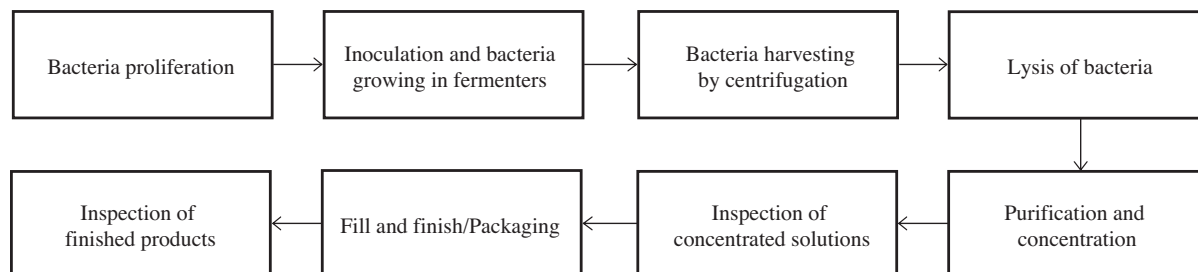 Bacteria proliferation
Inoculation and bacteria
growing in fermenters
Bacteria harvesting
by centrifugation
Lysis of bacteria
Purification and
concentration
Inspection of
concentrated solutions
Fill and finish/Packaging
Inspection of
finished products